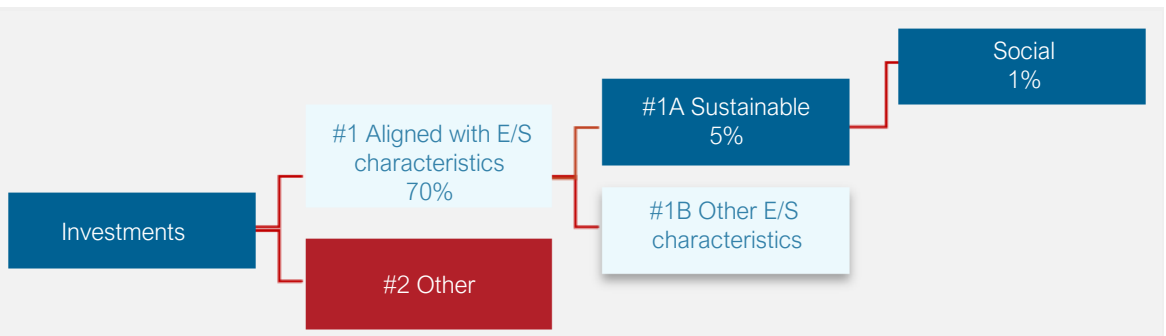 Investments
#1 Aligned with E/S
characteristics
70%
#2 Other
#1A Sustainable
5%
#1B Other E/S
characteristics
Social
1%